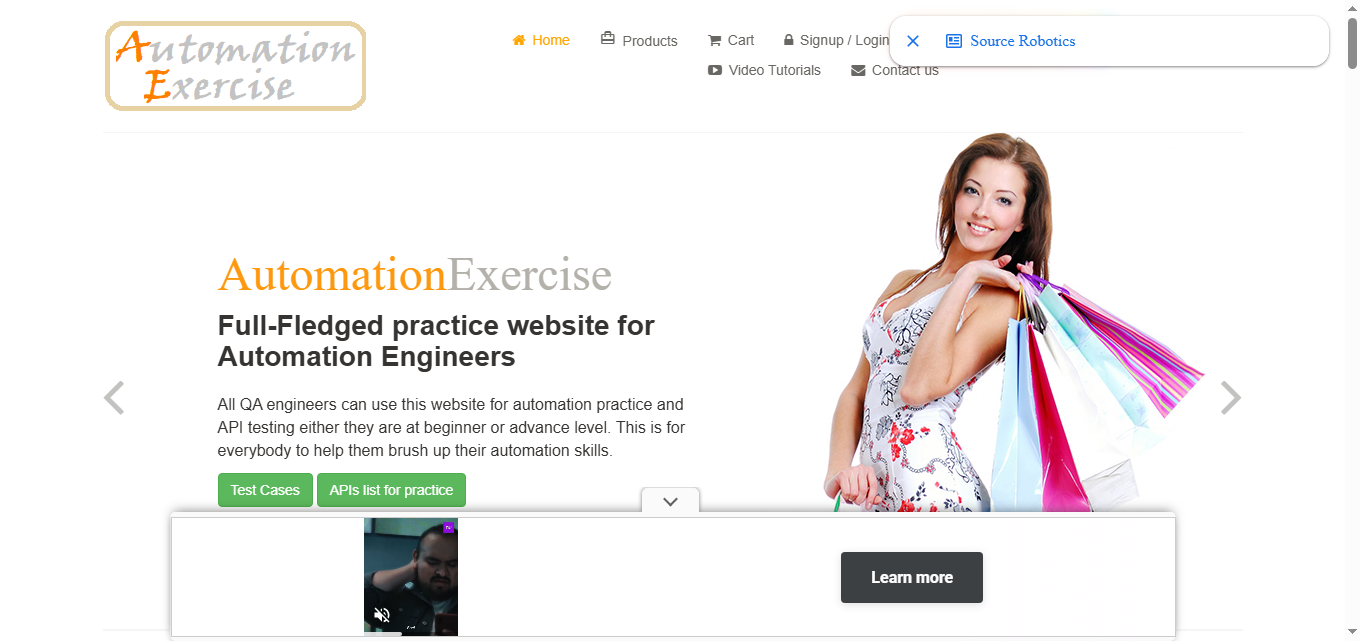 Automation
Exercise
Home
Products
Cart
Signup / Login
Source Robotics
Video Tutorials
Contact us
AutomationExercise
Full-Fledged practice website for
Automation Engineers
All QA engineers can use this website for automation practice and
API testing either they are at beginner or advance level. This is for
everybody to help them brush up their automation skills.
Test Cases
APIs list for practice
Learn more